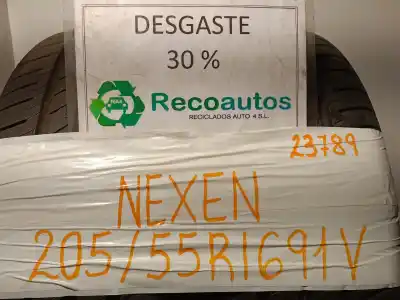 DESGASTE
30 %
Recoautos
RECICLADOS AUTO 4 S.L.
23789
NEXEN
205/55R1691V